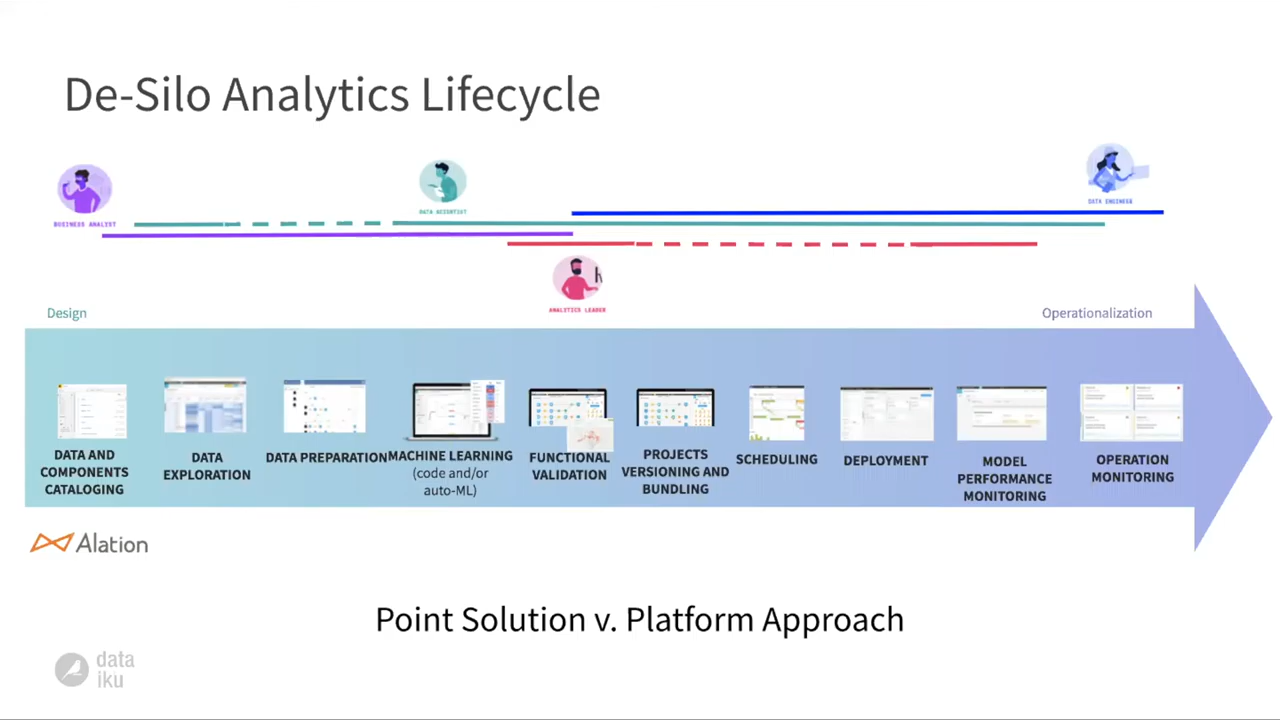 De-Silo Analytics Lifecycle
BUSINESS ANALYST
DATA SCIENTIST
DATA ENGINEER
ANALYTICS LEADER
Design
Operationalization
DATA AND
COMPONENTS
CATALOGING
DATA
EXPLORATION
DATA PREPARATION
MACHINE LEARNING
(code and/or
auto-ML)
FUNCTIONAL
VALIDATION
PROJECTS
VERSIONING AND
BUNDLING
SCHEDULING
DEPLOYMENT
MODEL
PERFORMANCE
MONITORING
OPERATION
MONITORING
Alation
Point Solution v. Platform Approach
data
iku